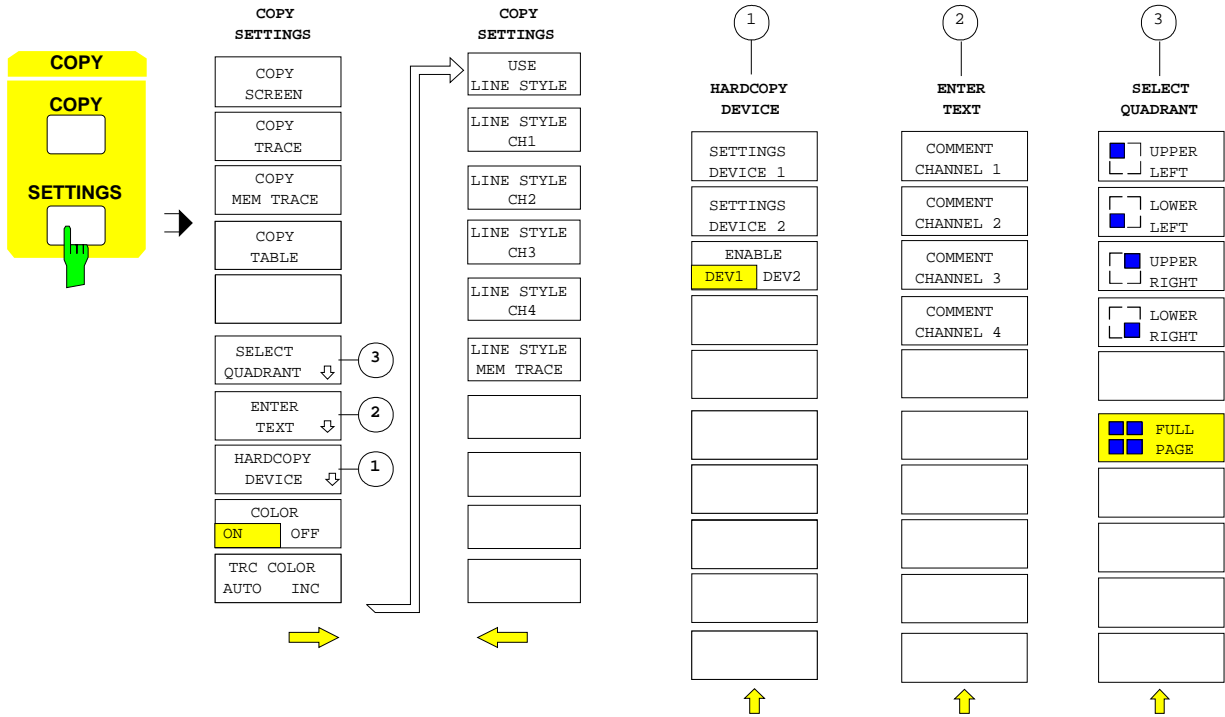 COPY
COPY
SETTINGS
COPY
SETTINGS
COPY
SCREEN
COPY
TRACE
COPY
MEM TRACE
COPY
TABLE
SELECT
QUADRANT
3
ENTER
TEXT
2
HARDCOPY
DEVICE
1
COLOR
ON OFF
TRC COLOR
AUTO INC
COPY
SETTINGS
USE
LINE STYLE
LINE STYLE
CH1
LINE STYLE
CH2
LINE STYLE
CH3
LINE STYLE
CH4
LINE STYLE
MEM TRACE
1
HARDCOPY
DEVICE
SETTINGS
DEVICE 1
SETTINGS
DEVICE 2
ENABLE
DEV1 DEV2
2
ENTER
TEXT
COMMENT
CHANNEL 1
COMMENT
CHANNEL 2
COMMENT
CHANNEL 3
COMMENT
CHANNEL 4
3
SELECT
QUADRANT
UPPER
LEFT
LOWER
LEFT
UPPER
RIGHT
LOWER
RIGHT
FULL
PAGE